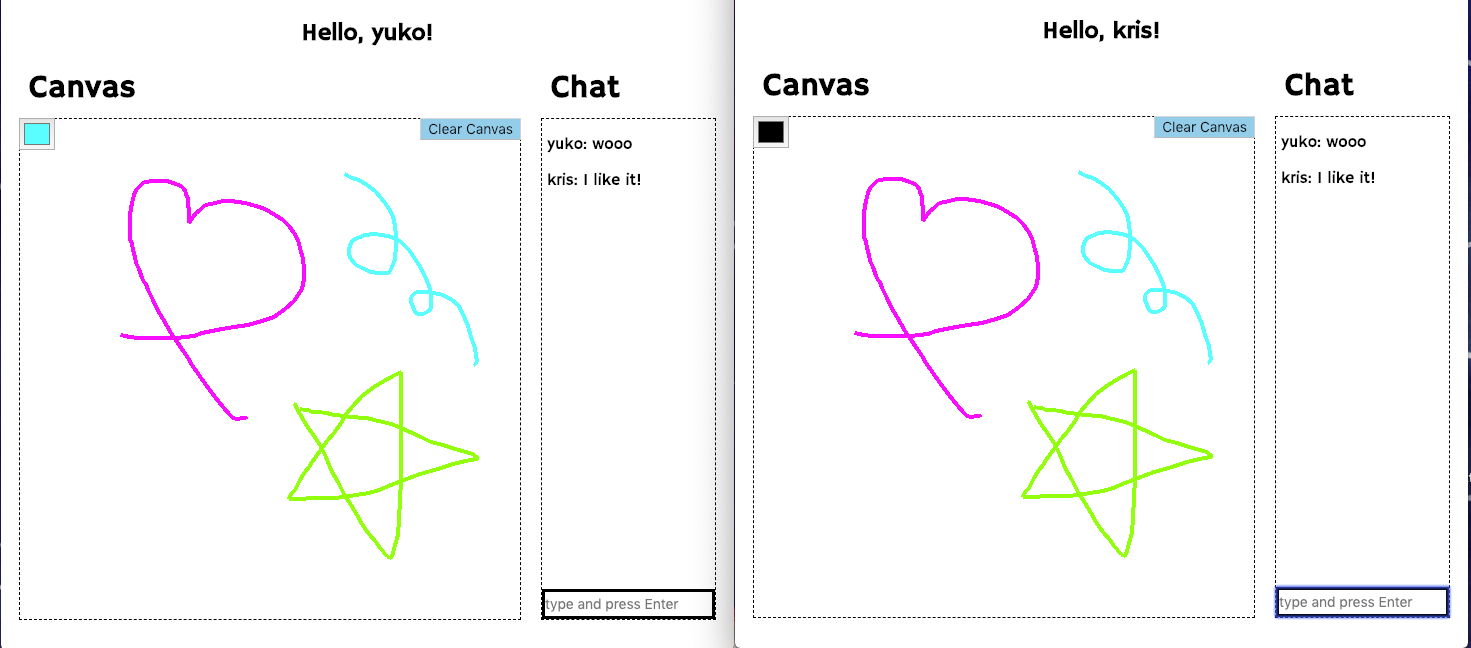 Hello, yuko!
Canvas
Chat
Clear Canvas
yuko: wooo
kris: I like it!
type and press Enter
Hello, kris!
Canvas
Chat
Clear Canvas
yuko: wooo
kris: I like it!
type and press Enter